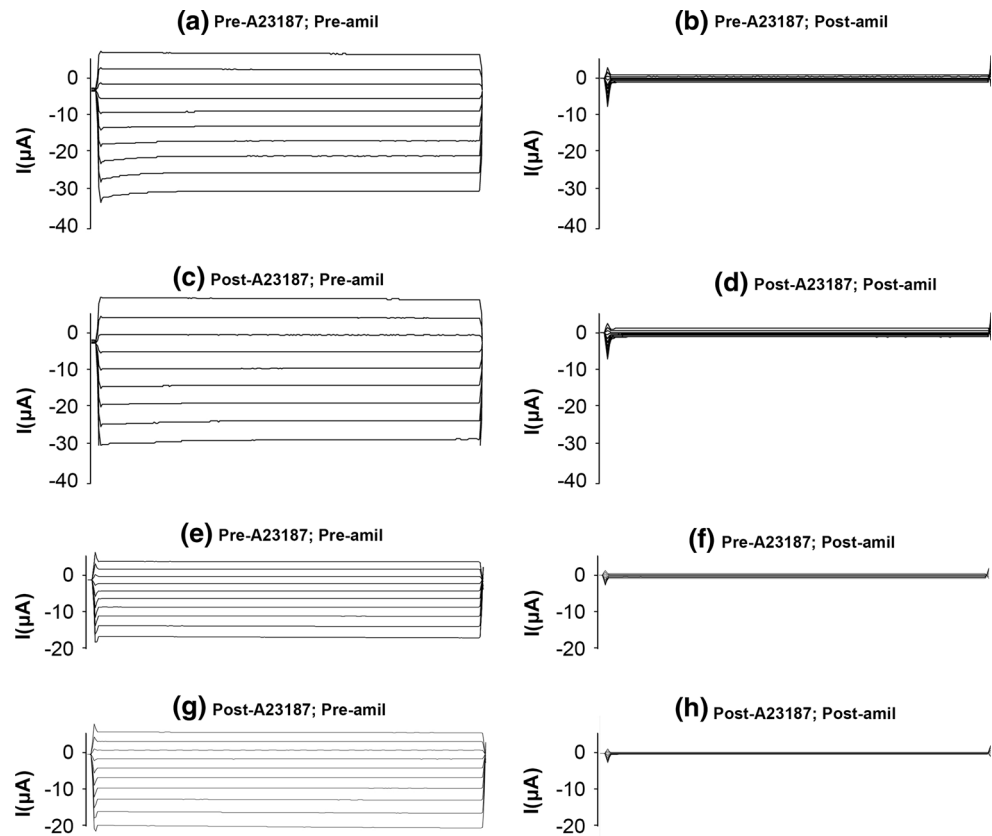 (a) Pre-A23187; Pre-amil
I(µA)
0
-10
-20
-30
-40
(b) Pre-A23187; Post-amil
I(µA)
0
-10
-20
-30
-40
(c) Post-A23187; Pre-amil
I(µA)
0
-10
-20
-30
-40
(d) Post-A23187; Post-amil
I(µA)
0
-10
-20
-30
-40
(e) Pre-A23187; Pre-amil
I(µA)
0
-10
-20
(f) Pre-A23187; Post-amil
I(µA)
0
-10
-20
(g) Post-A23187; Pre-amil
I(µA)
0
-10
-20
(h) Post-A23187; Post-amil
I(µA)
0
-10
-20